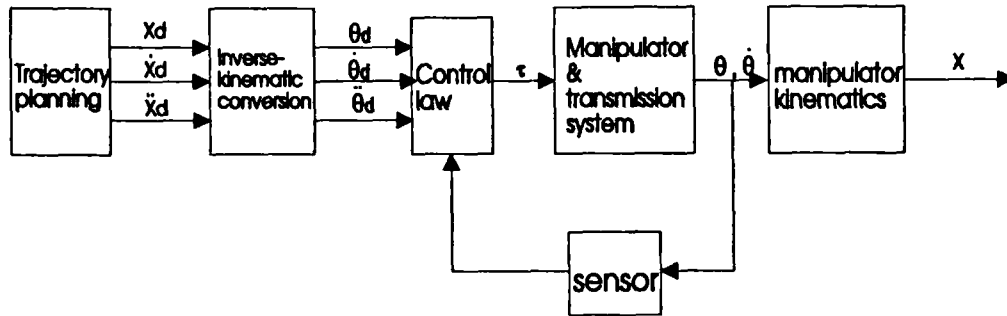 Trajectory
planning
Xd
Ẋd
Ẍd
Inverse-
kinematic
conversion
θd
θ̇d
θ̈d
Control
law
τ
Manipulator
&
transmission
system
θ θ̇
manipulator
kinematics
X
sensor